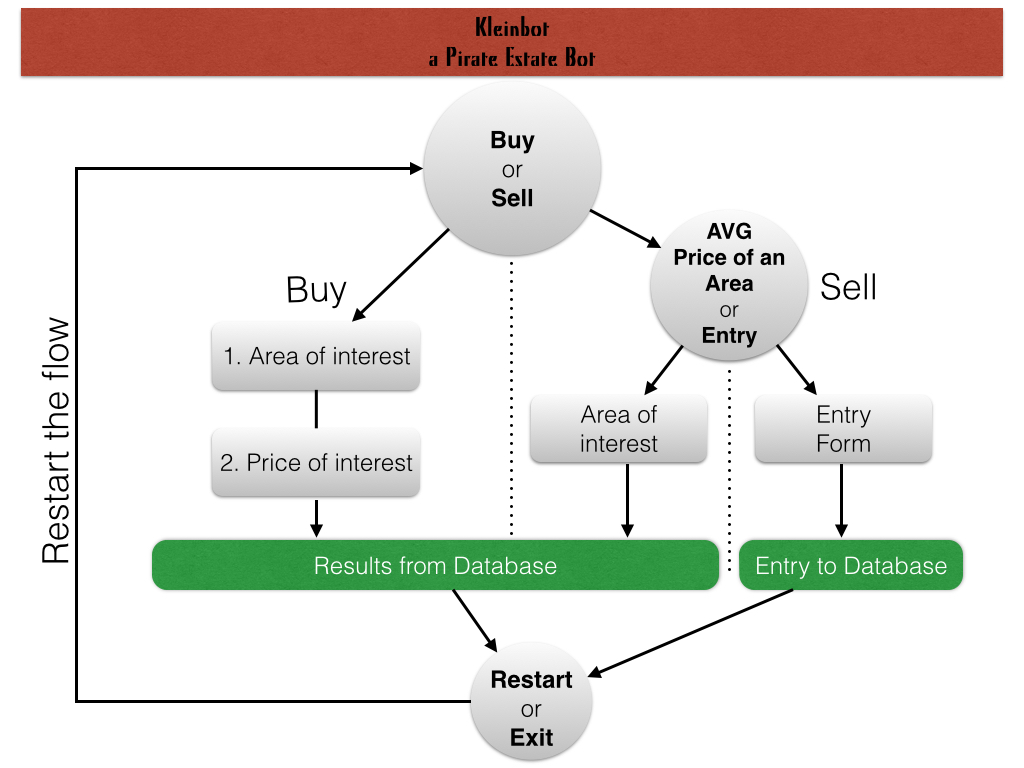 Kleinbot
a Pirate Estate Bot
Buy
or
Sell
AVG
Price of an
Area
or
Entry
Buy
Sell
1. Area of interest
2. Price of interest
Area of
interest
Entry
Form
Restart the flow
Results from Database
Entry to Database
Restart
or
Exit